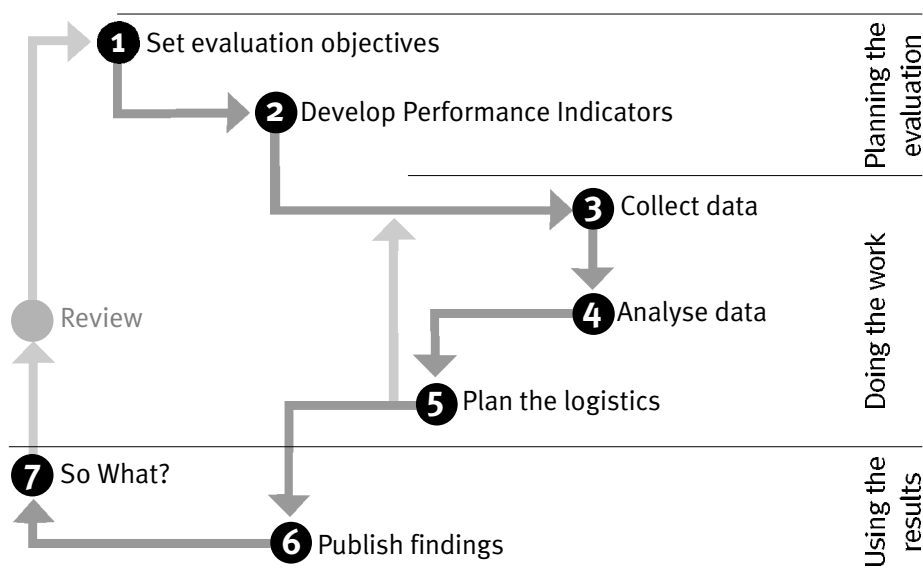 1 Set evaluation objectives
2 Develop Performance Indicators
Planning the
evaluation
3 Collect data
4 Analyse data
5 Plan the logistics
Doing the work
Review
7 So What?
6 Publish findings
Using the
results